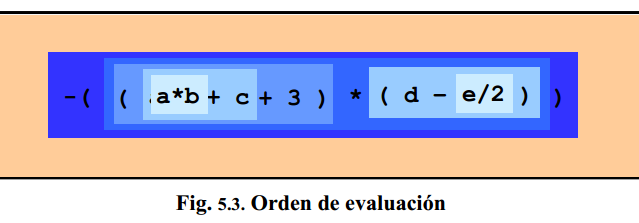 -( ( a*b + c + 3 ) * ( d - e/2 ) )
Fig. 5.3. Orden de evaluación